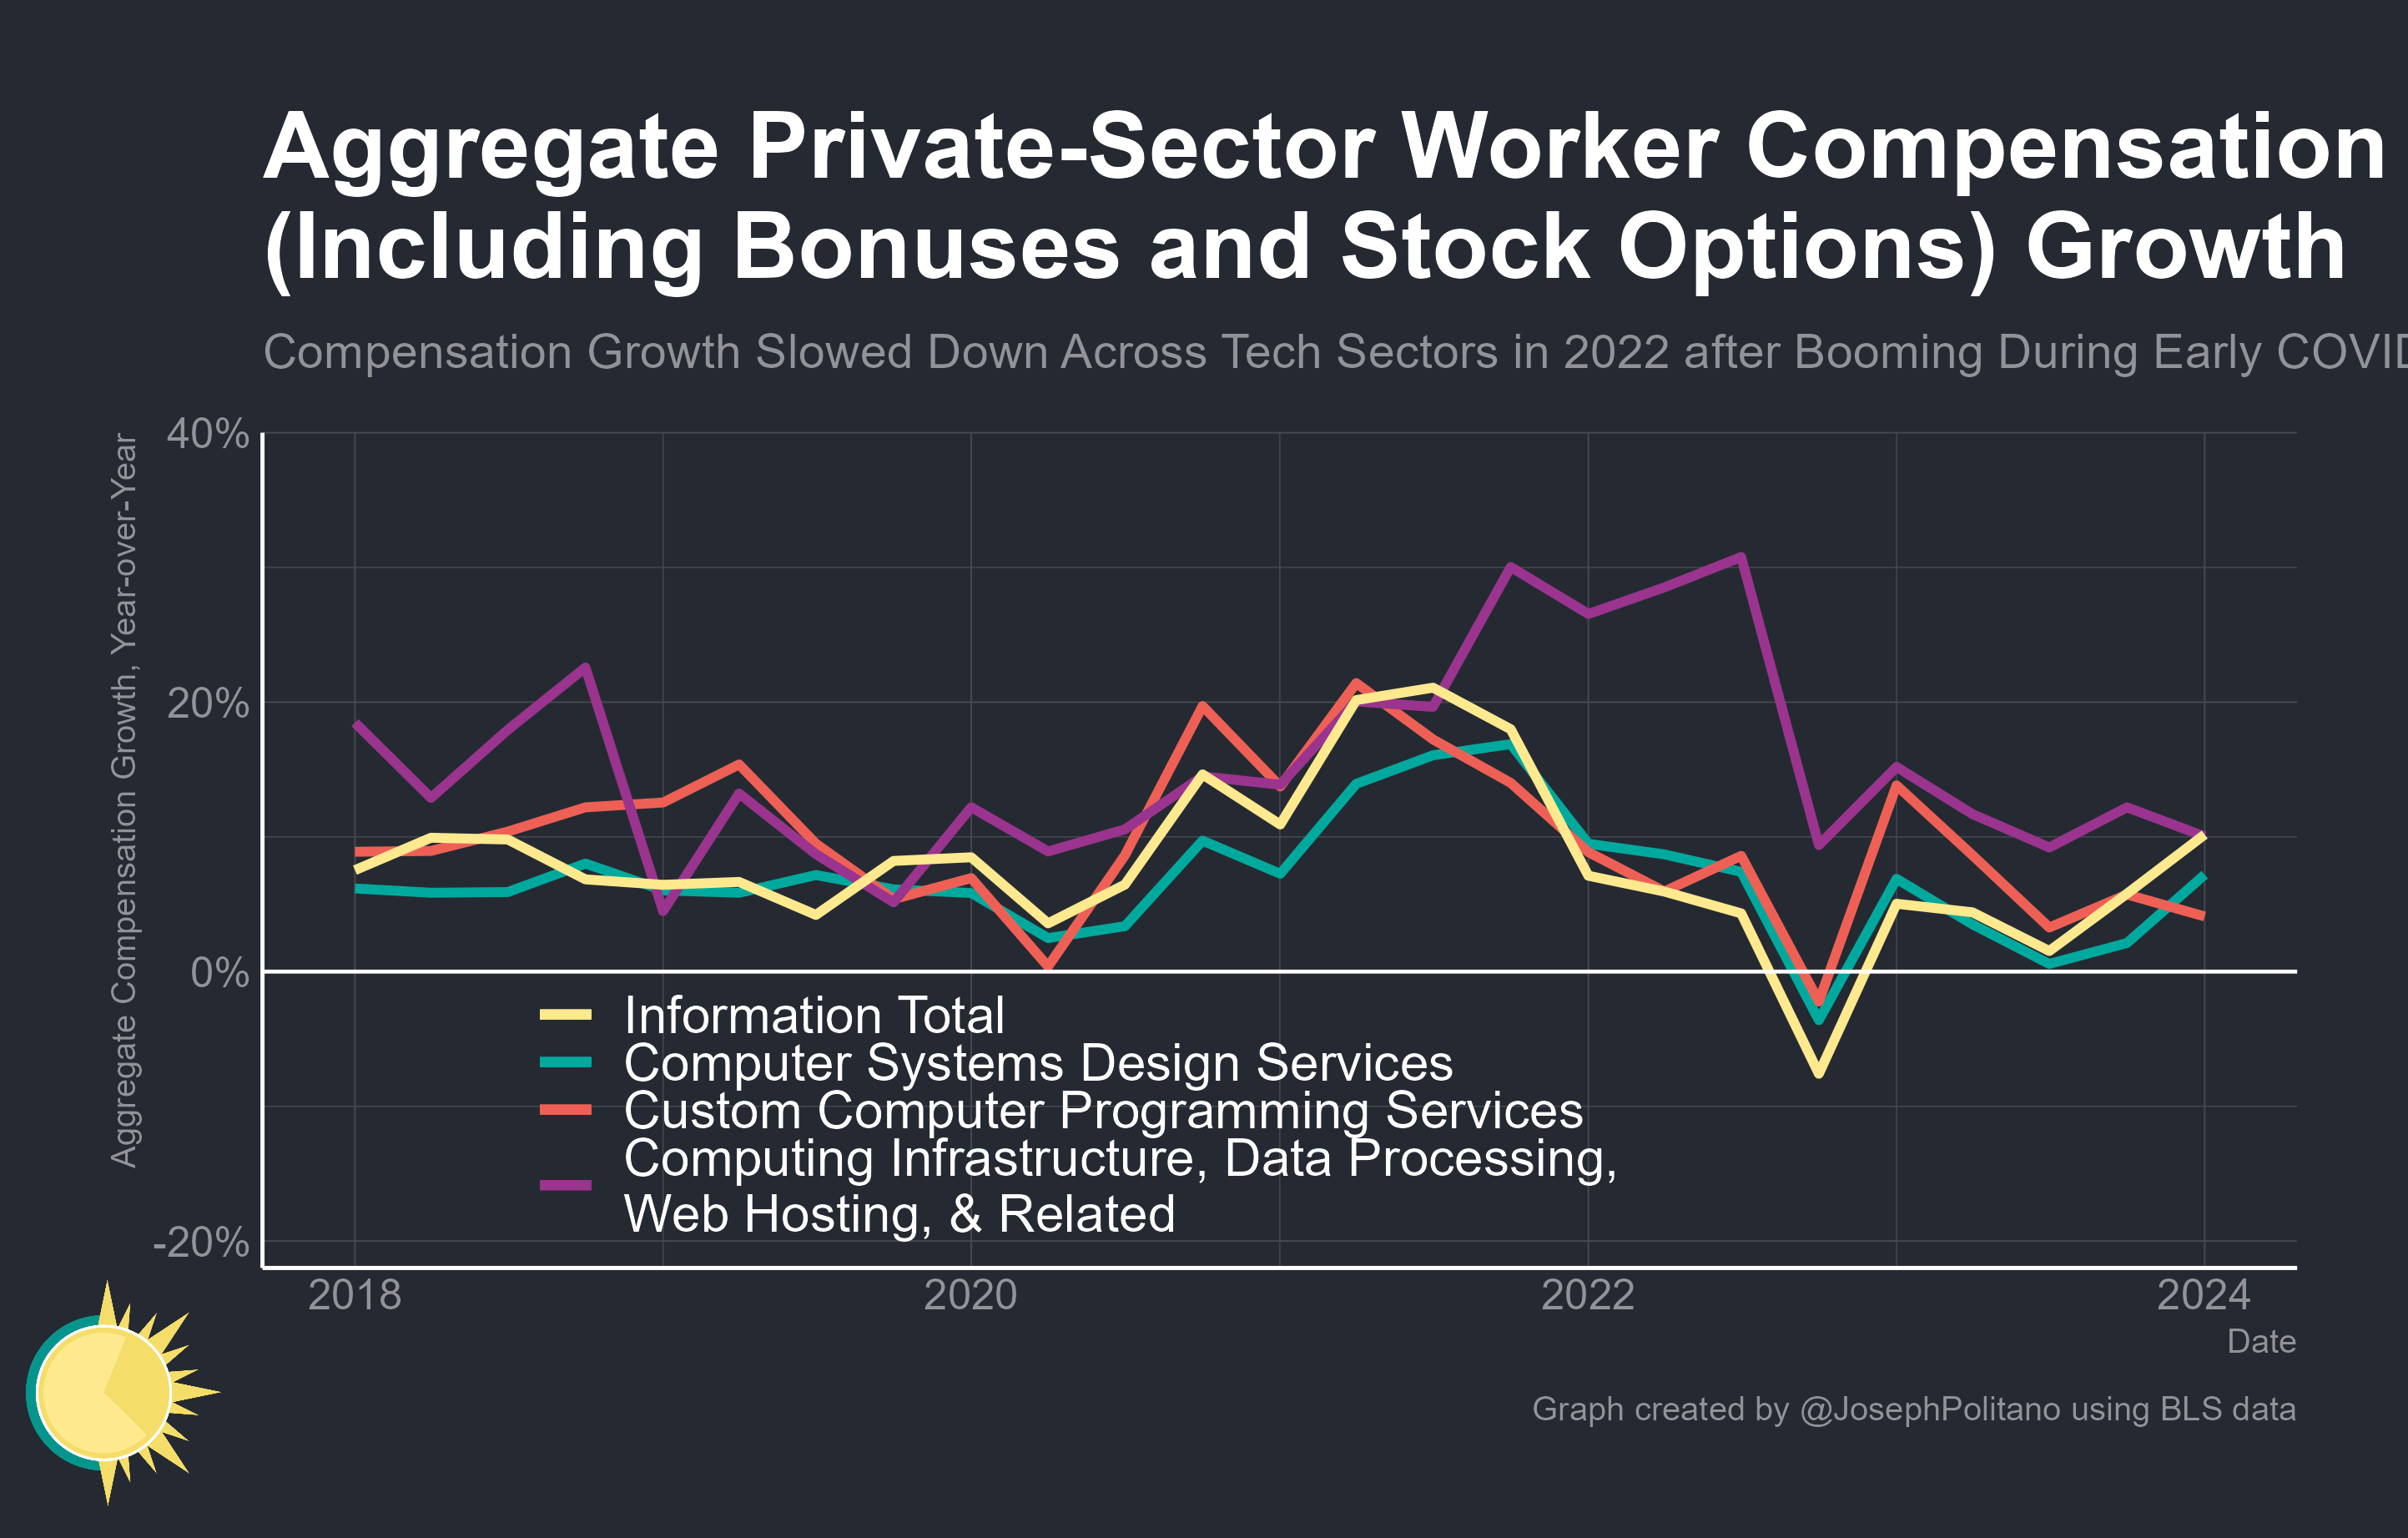 Aggregate Private-Sector Worker Compensation
(Including Bonuses and Stock Options) Growth
Compensation Growth Slowed Down Across Tech Sectors in 2022 after Booming During Early COVID
Aggregate Compensation Growth, Year-over-Year
40%
20%
0%
-20%
Information Total
Computer Systems Design Services
Custom Computer Programming Services
Computing Infrastructure, Data Processing,
Web Hosting, & Related
2018
2020
2022
2024
Date
Graph created by @JosephPolitano using BLS data